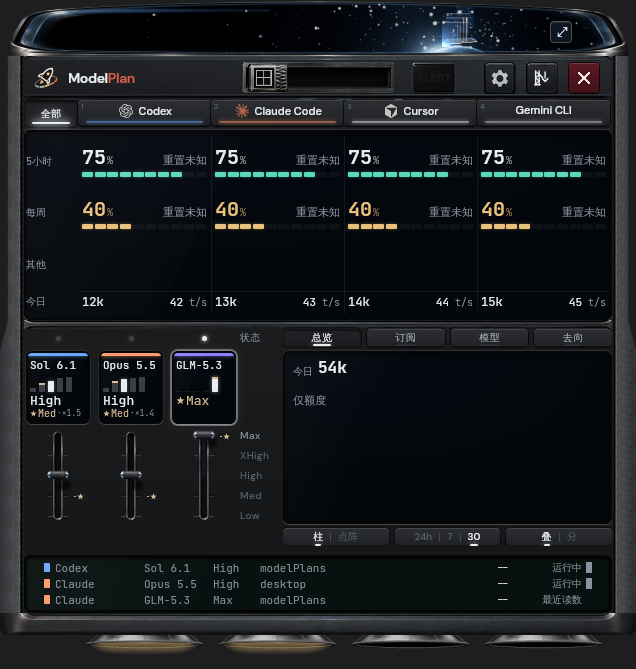 ModelPlan ALERT
全部 1 Codex 2 Claude Code 3 Cursor 4 Gemini CLI
5小时 75% 重置未知 75% 重置未知 75% 重置未知 75% 重置未知
每周 40% 重置未知 40% 重置未知 40% 重置未知 40% 重置未知
其他
今日 12k 42 t/s 13k 43 t/s 14k 44 t/s 15k 45 t/s
状态 总览 订阅 模型 去向
Sol 6.1 Opus 5.5 GLM-5.3
High High ★Max
★Med·×1.5 ★Med·×1.4
今日 54k
仅额度
-★ Max
XHigh
High
-★ -★ Med
Low
柱 | 点阵 24h | 7 | 30 叠 | 分
Codex Sol 6.1 High modelPlans -- 运行中
Claude Opus 5.5 High desktop -- 运行中
Claude GLM-5.3 Max modelPlans -- 最近读数